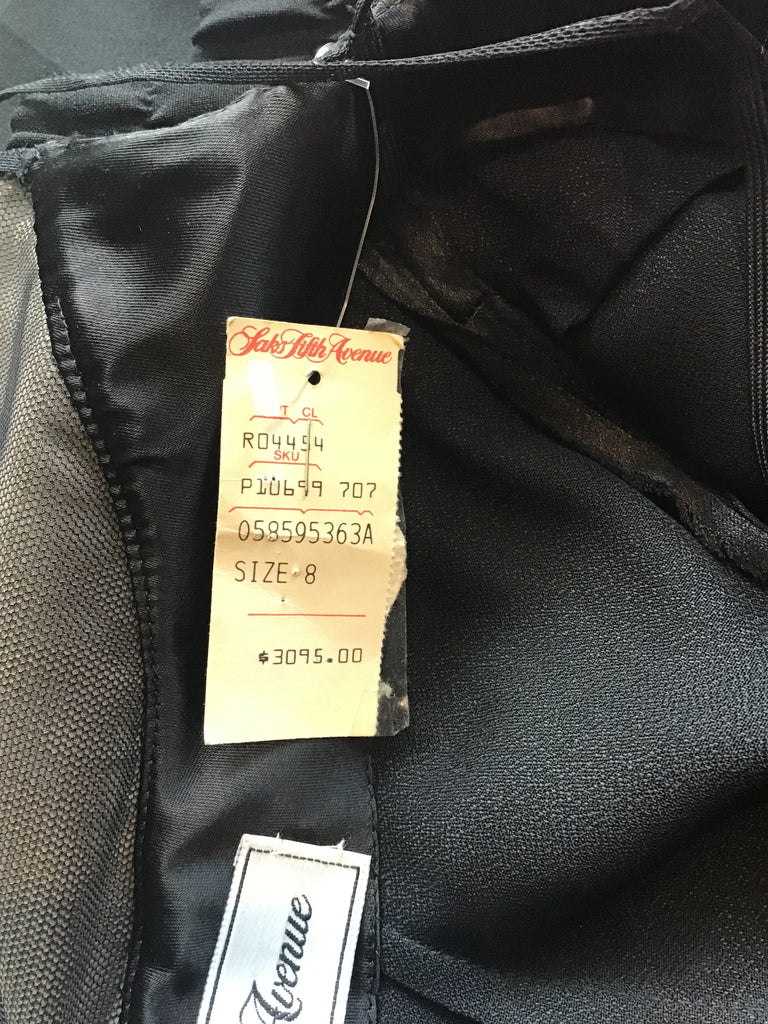 Saks Fifth Avenue
CL
R04454
SKU
P10699 707
058595363A
SIZE 8
$3095.00
Avenue